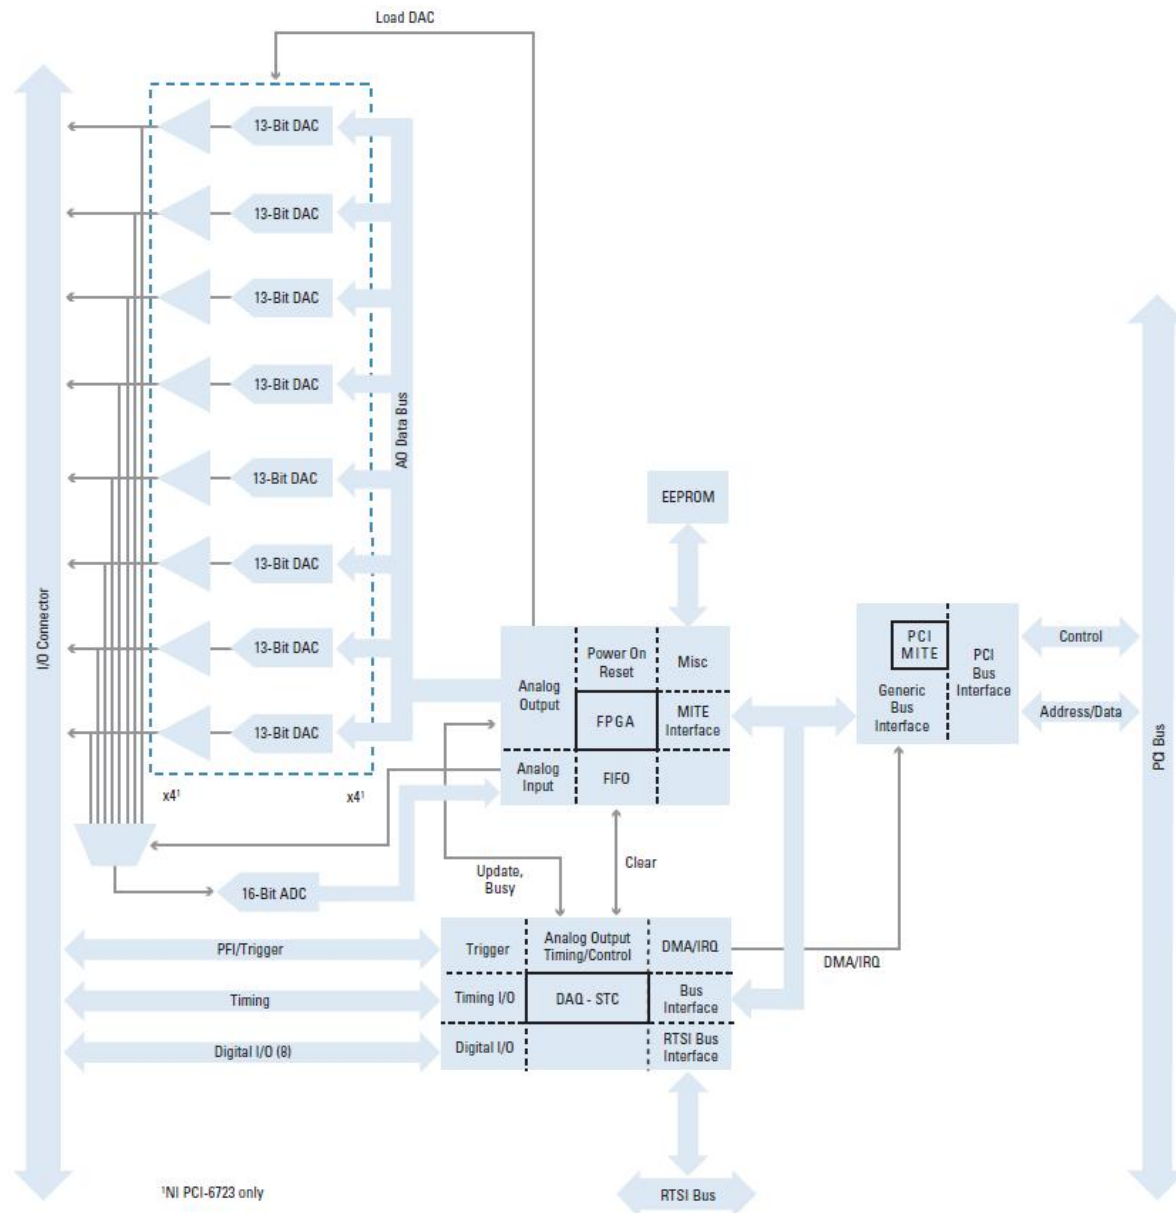 Load DAC
13-Bit DAC
13-Bit DAC
13-Bit DAC
13-Bit DAC
13-Bit DAC
13-Bit DAC
13-Bit DAC
13-Bit DAC
AO Data Bus
I/O Connector
x4¹
x4¹
16-Bit ADC
EEPROM
Analog
Output
Power On
Reset
Misc
FPGA
MITE
Interface
Analog
Input
FIFO
PCI
MITE
Generic
Bus
Interface
PCI
Bus
Interface
Control
Address/Data
PCI Bus
Update,
Busy
Clear
PFI/Trigger
Timing
Digital I/O (8)
Trigger
Analog Output
Timing/Control
DMA/IRQ
Timing I/O
DAQ - STC
Bus
Interface
Digital I/O
RTSI Bus
Interface
DMA/IRQ
RTSI Bus
¹NI PCI-6723 only